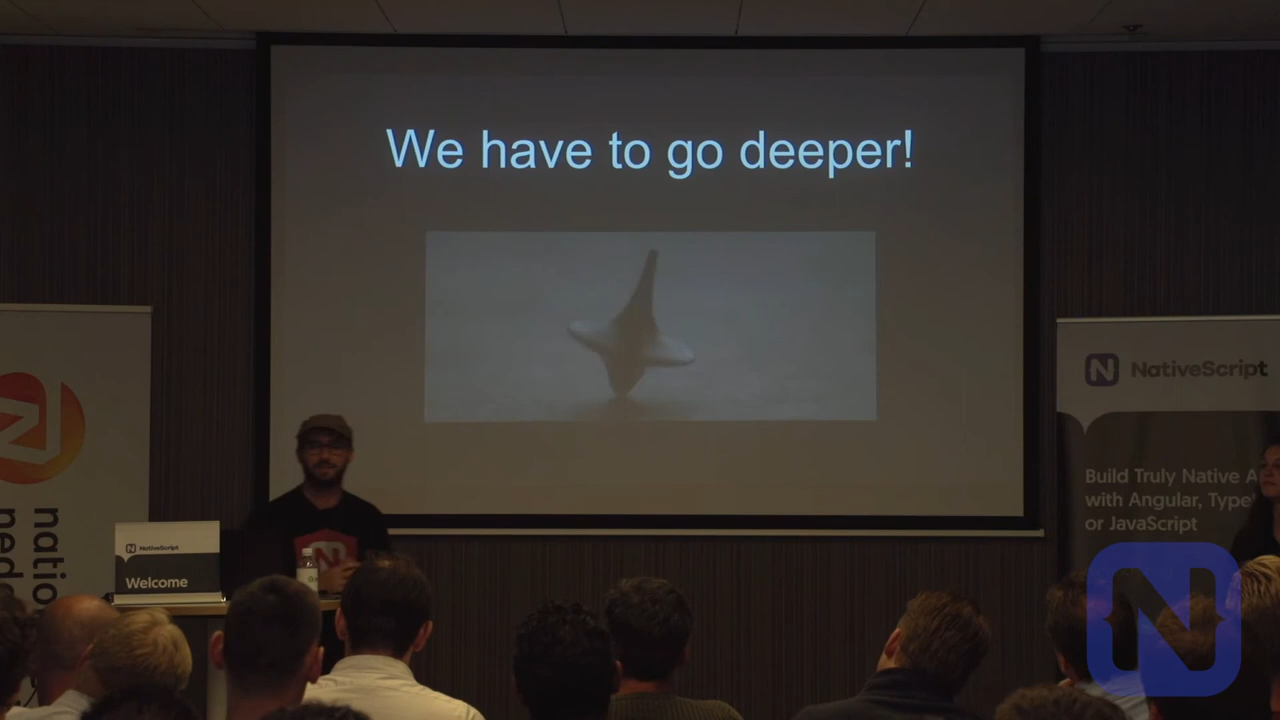 We have to go deeper!
NativeScript
Build Truly Native A
with Angular, Type
or JavaScript
NativeScript
Welcome
natio
ned